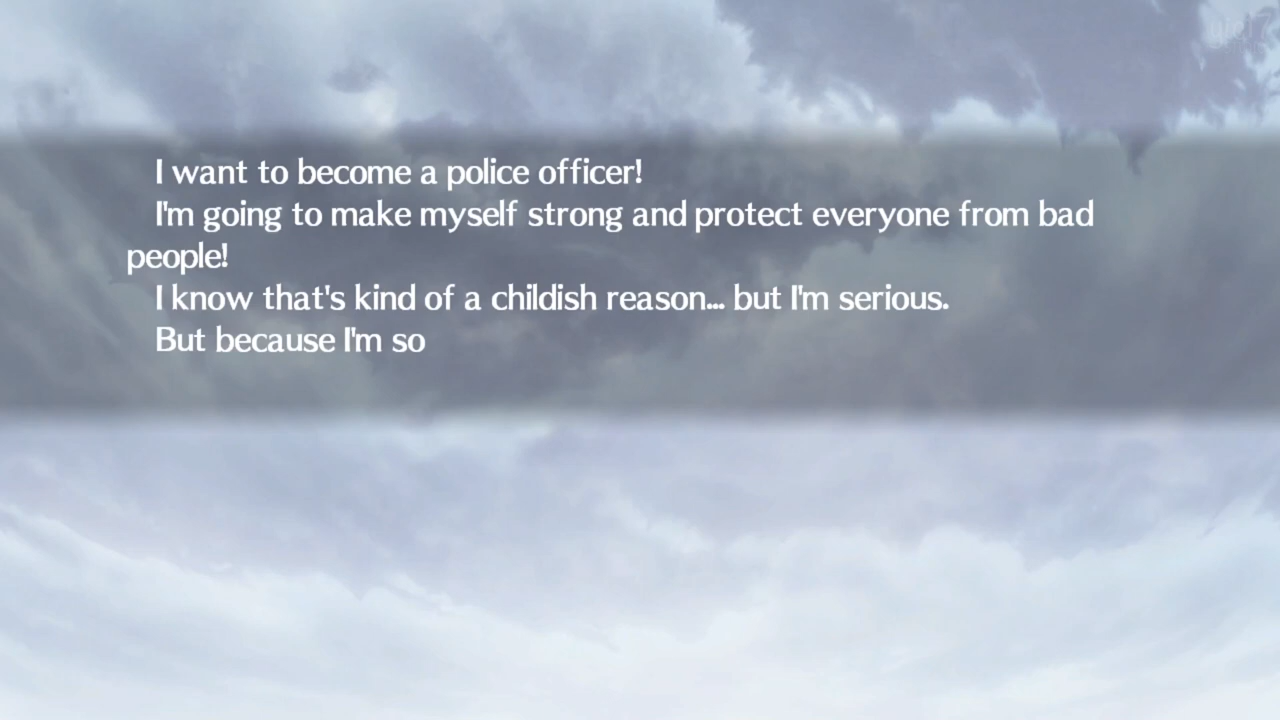 I want to become a police officer!
I'm going to make myself strong and protect everyone from bad
people!
I know that's kind of a childish reason... but I'm serious.
But because I'm so